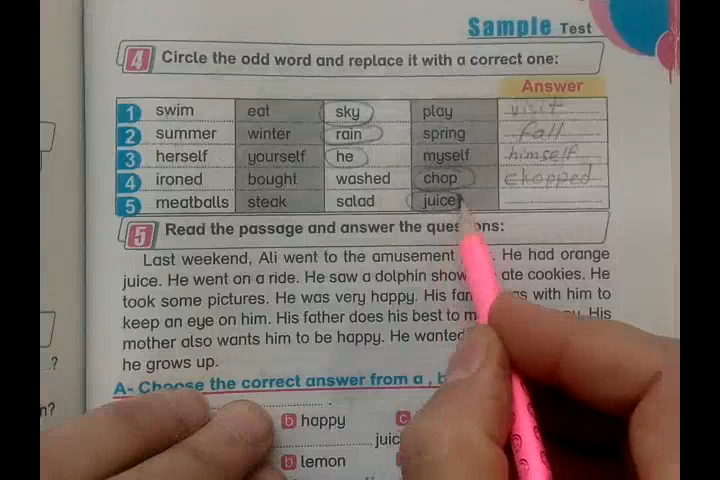 Sample Test
4 Circle the odd word and replace it with a correct one:
Answer
1 swim eat sky play visit
2 summer winter rain spring fall
3 herself yourself he myself himself
4 ironed bought washed chop chopped
5 meatballs steak salad juice
5 Read the passage and answer the questions:
Last weekend, Ali went to the amusement He had orange
juice. He went on a ride. He saw a dolphin show ate cookies. He
took some pictures. He was very happy. His was with him to
keep an eye on him. His father does his best to His
mother also wants him to be happy. He wanted
he grows up.
A- Choose the correct answer from a , b
b happy c
juic
b lemon
?
n?